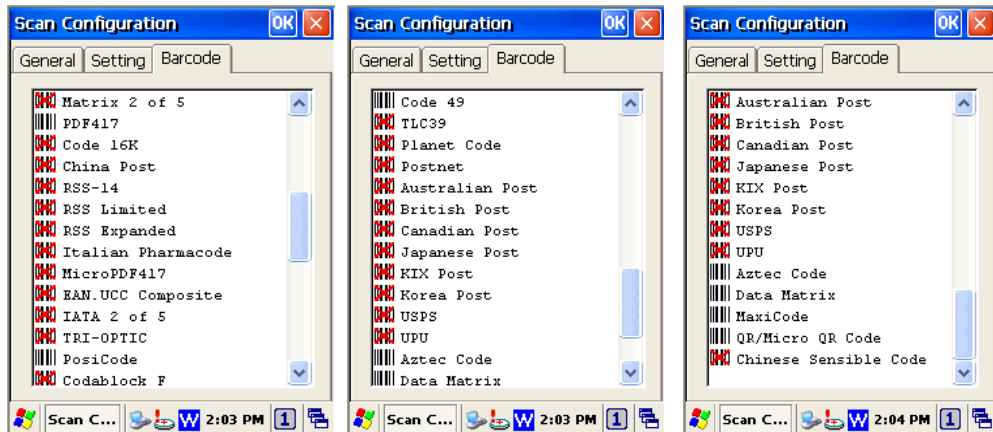 Scan Configuration OK
General Setting Barcode
Matrix 2 of 5
PDF417
Code 16K
China Post
RSS-14
RSS Limited
RSS Expanded
Italian Pharmacode
MicroPDF417
EAN.UCC Composite
IATA 2 of 5
TRI-OPTIC
PosiCode
Codablock F
Scan C... W 2:03 PM 1
Scan Configuration OK
General Setting Barcode
Code 49
TLC39
Planet Code
Postnet
Australian Post
British Post
Canadian Post
Japanese Post
KIX Post
Korea Post
USPS
UPU
Aztec Code
Data Matrix
Scan C... W 2:03 PM 1
Scan Configuration OK
General Setting Barcode
Australian Post
British Post
Canadian Post
Japanese Post
KIX Post
Korea Post
USPS
UPU
Aztec Code
Data Matrix
MaxiCode
QR/Micro QR Code
Chinese Sensible Code
Scan C... W 2:04 PM 1